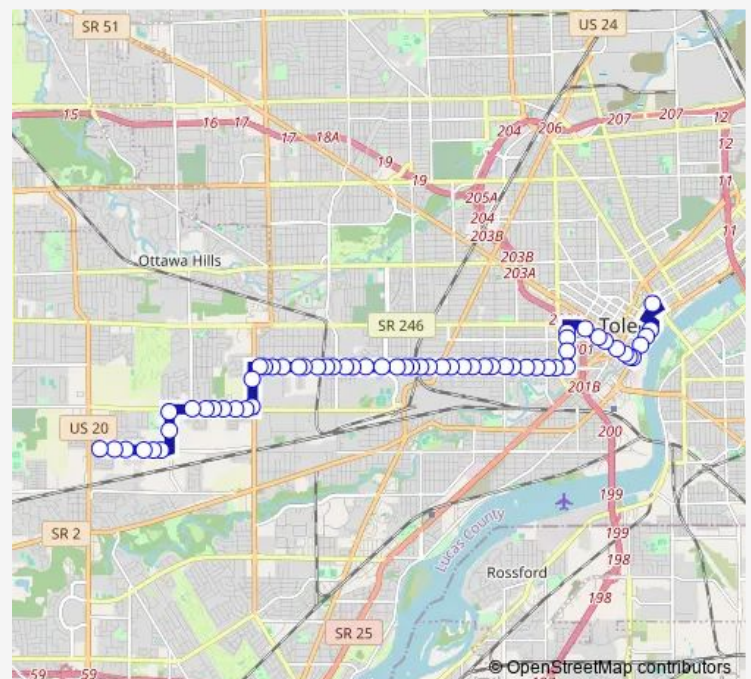 SR 51
US 24
15
16
17
17
18A
19
19
204
206
207
207
12
12
205A
204
203B
11
11
203B
203A
Ottawa Hills
SR 246
2
Tole
01
201B
US 20
200
199
SR 2
199
Lucas County
198
Rossford
198
SR 25
59
59
© OpenStreetMap contributors